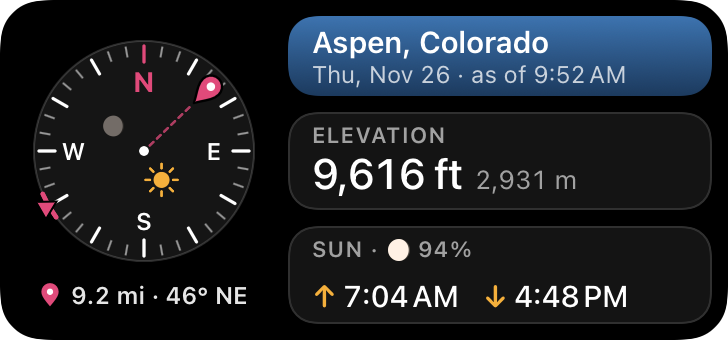 N
W
E
S
9.2 mi · 46° NE
Aspen, Colorado
Thu, Nov 26 · as of 9:52 AM
ELEVATION
9,616 ft 2,931 m
SUN · 94%
↑ 7:04 AM ↓ 4:48 PM